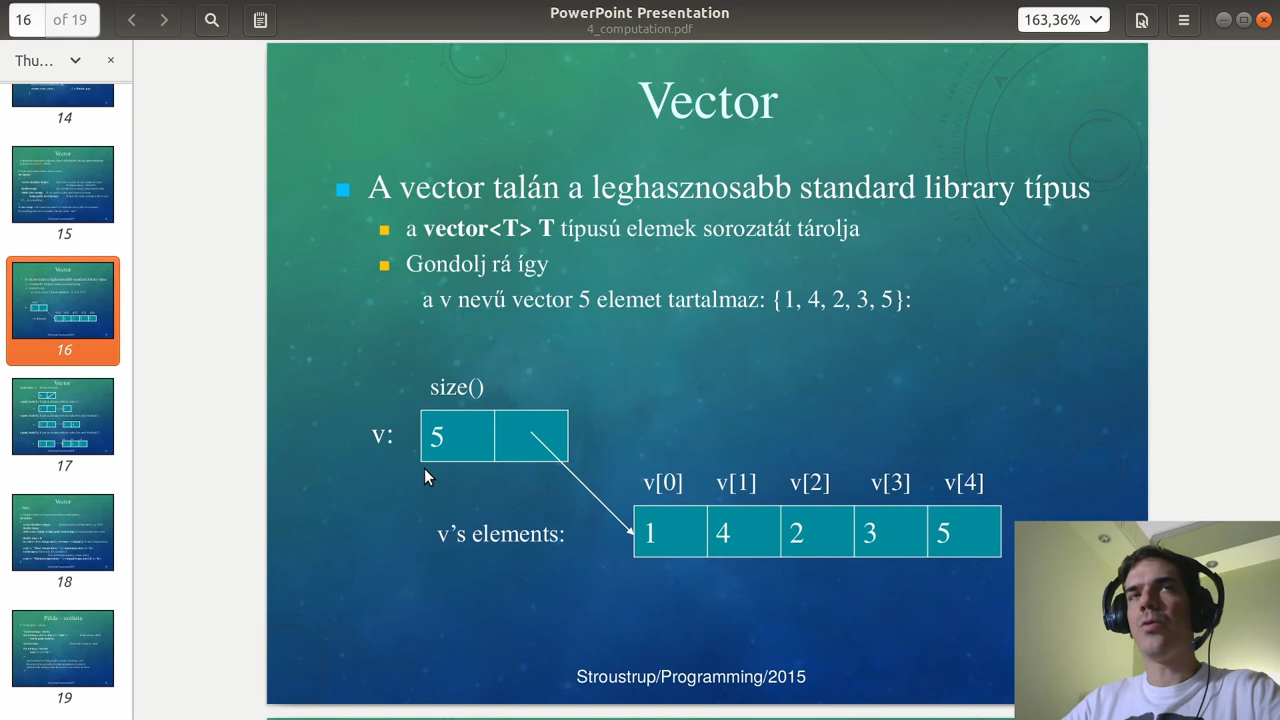 16
of 19
PowerPoint Presentation
4_computation.pdf
163,36%
Thu...
14
15
16
17
18
19
Vector
A vector talán a leghasznosabb standard library típus
a vector<T> T típusú elemek sorozatát tárolja
Gondolj rá így
a v nevű vector 5 elemet tartalmaz: {1, 4, 2, 3, 5}:
size()
v:
5
v[0] v[1] v[2] v[3] v[4]
v's elements:
1 4 2 3 5
Stroustrup/Programming/2015